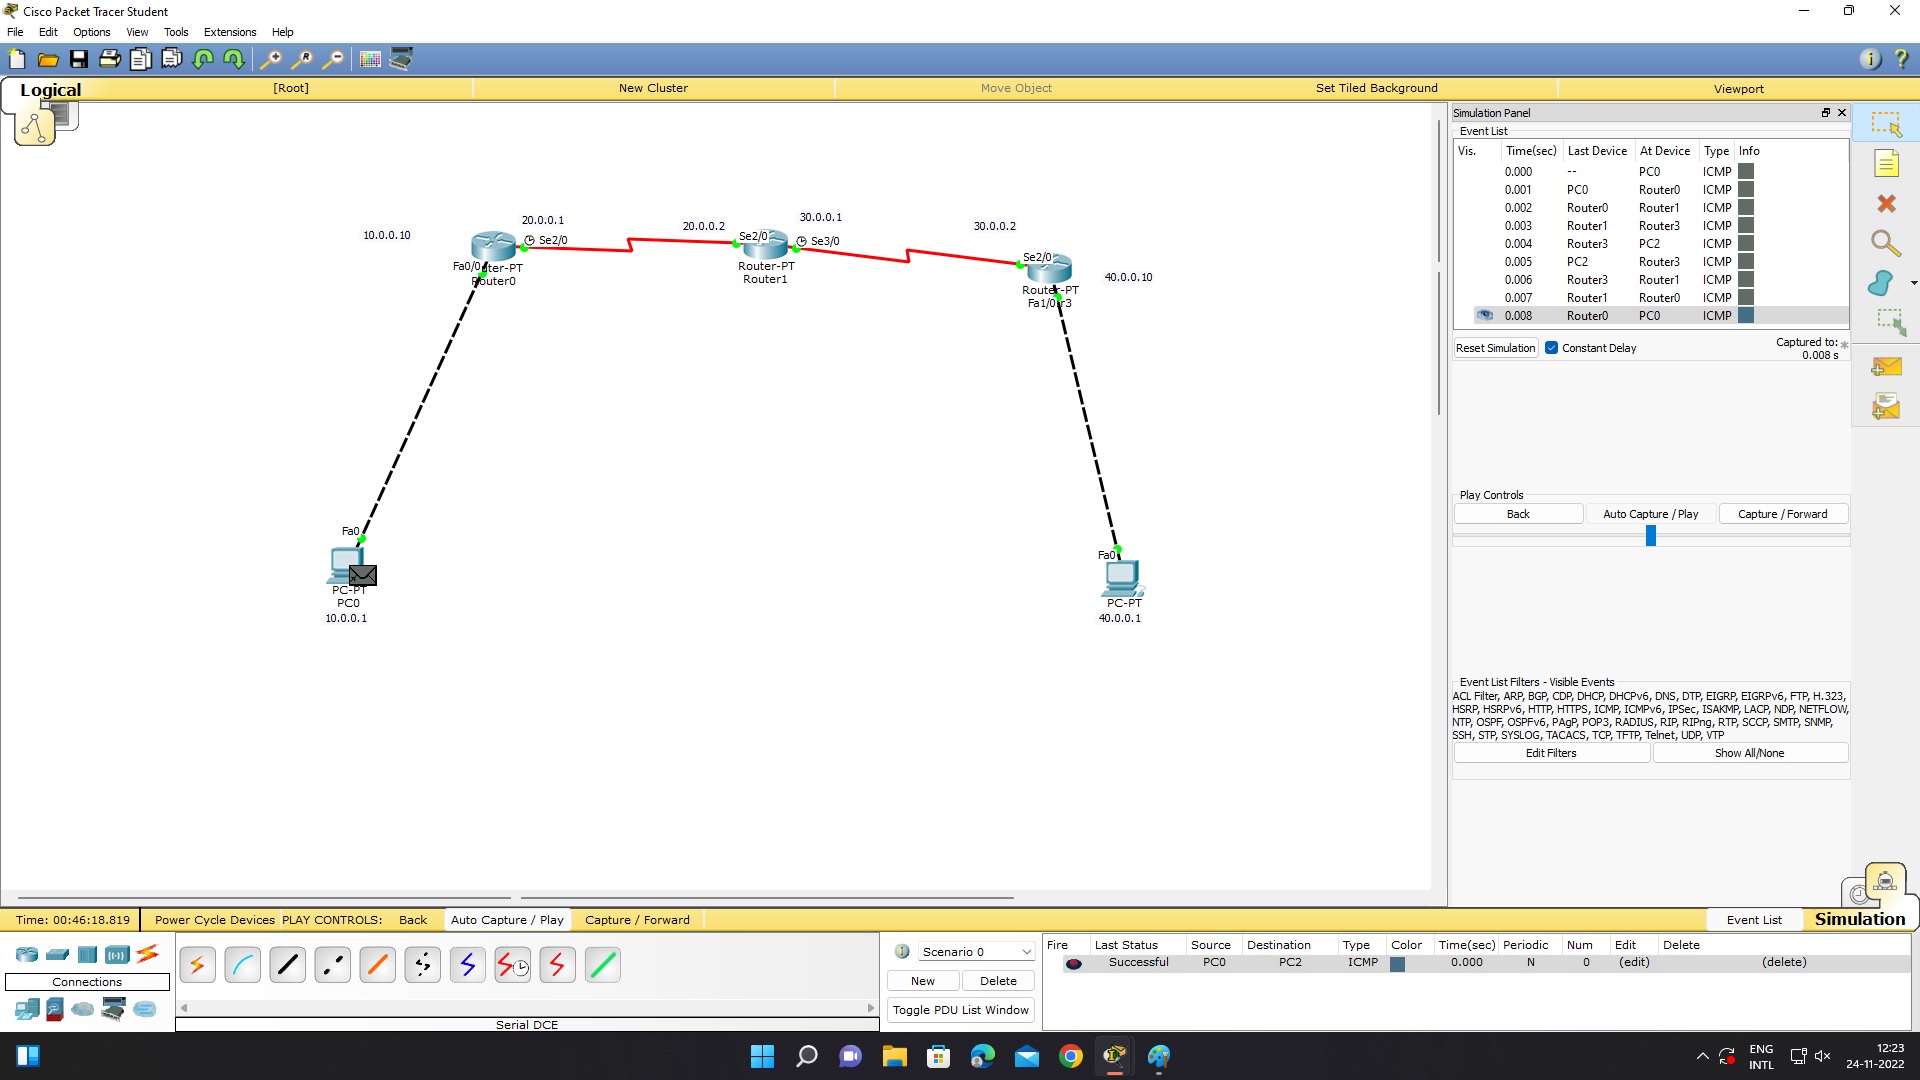 Cisco Packet Tracer Student
File Edit Options View Tools Extensions Help
Logical [Root] New Cluster Move Object Set Tiled Background Viewport
10.0.0.10
20.0.0.1
Se2/0
Fa0/0
uter-PT
Router0
20.0.0.2
Se2/0
30.0.0.1
Se3/0
Router-PT
Router1
30.0.0.2
Se2/0
40.0.0.10
Router-PT
Fa1/0r3
Fa0
PC-PT
PC0
10.0.0.1
Fa0
PC-PT
40.0.0.1
Simulation Panel
Event List
Vis. Time(sec) Last Device At Device Type Info
0.000 -- PC0 ICMP
0.001 PC0 Router0 ICMP
0.002 Router0 Router1 ICMP
0.003 Router1 Router3 ICMP
0.004 Router3 PC2 ICMP
0.005 PC2 Router3 ICMP
0.006 Router3 Router1 ICMP
0.007 Router1 Router0 ICMP
0.008 Router0 PC0 ICMP
Reset Simulation Constant Delay Captured to: *
0.008 s
Play Controls
Back Auto Capture / Play Capture / Forward
Event List Filters - Visible Events
ACL Filter, ARP, BGP, CDP, DHCP, DHCPv6, DNS, DTP, EIGRP, EIGRPv6, FTP, H.323,
HSRP, HSRPv6, HTTP, HTTPS, ICMP, ICMPv6, IPSec, ISAKMP, LACP, NDP, NETFLOW,
NTP, OSPF, OSPFv6, PAgP, POP3, RADIUS, RIP, RIPng, RTP, SCCP, SMTP, SNMP,
SSH, STP, SYSLOG, TACACS, TCP, TFTP, Telnet, UDP, VTP
Edit Filters Show All/None
Time: 00:46:18.819 Power Cycle Devices PLAY CONTROLS: Back Auto Capture / Play Capture / Forward Event List Simulation
Connections
Serial DCE
Scenario 0
New Delete
Toggle PDU List Window
Fire Last Status Source Destination Type Color Time(sec) Periodic Num Edit Delete
Successful PC0 PC2 ICMP 0.000 N 0 (edit) (delete)
ENG
INTL
12:23
24-11-2022